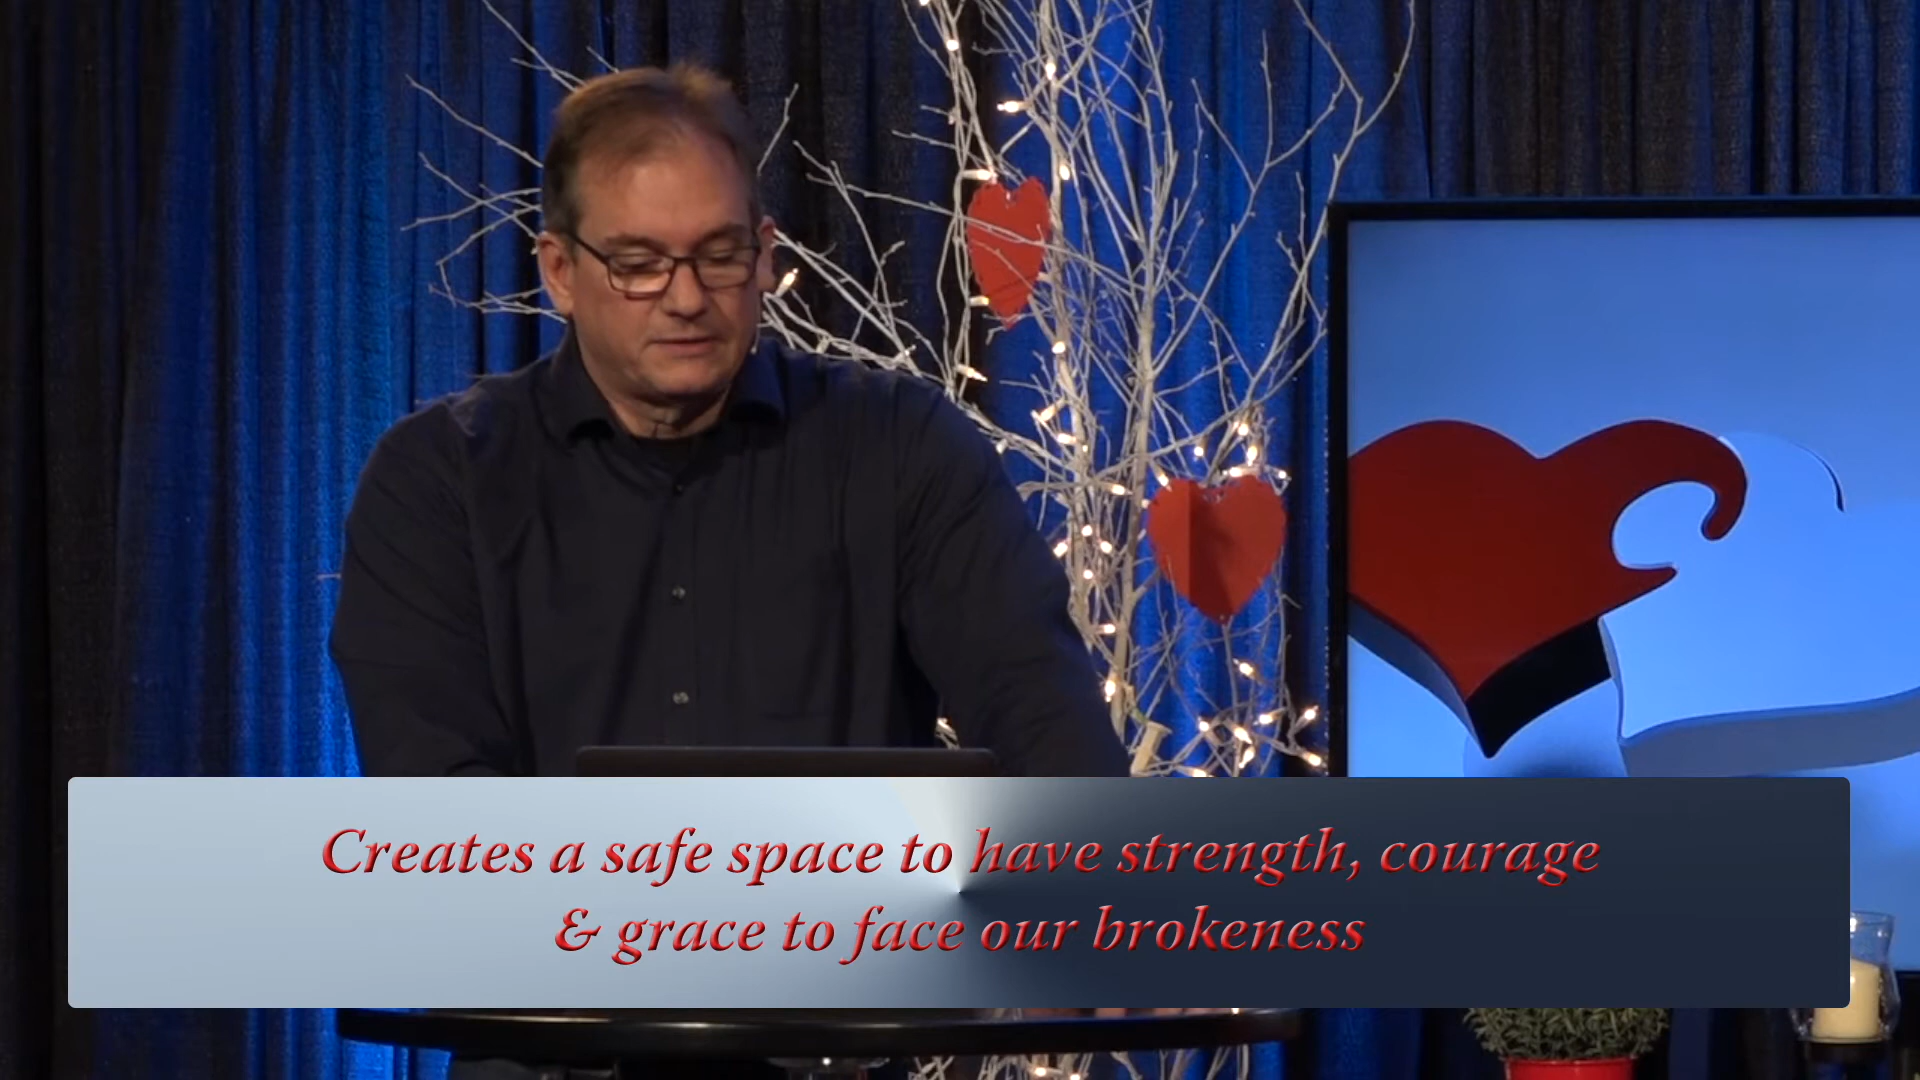 Creates a safe space to have strength, courage
& grace to face our brokeness